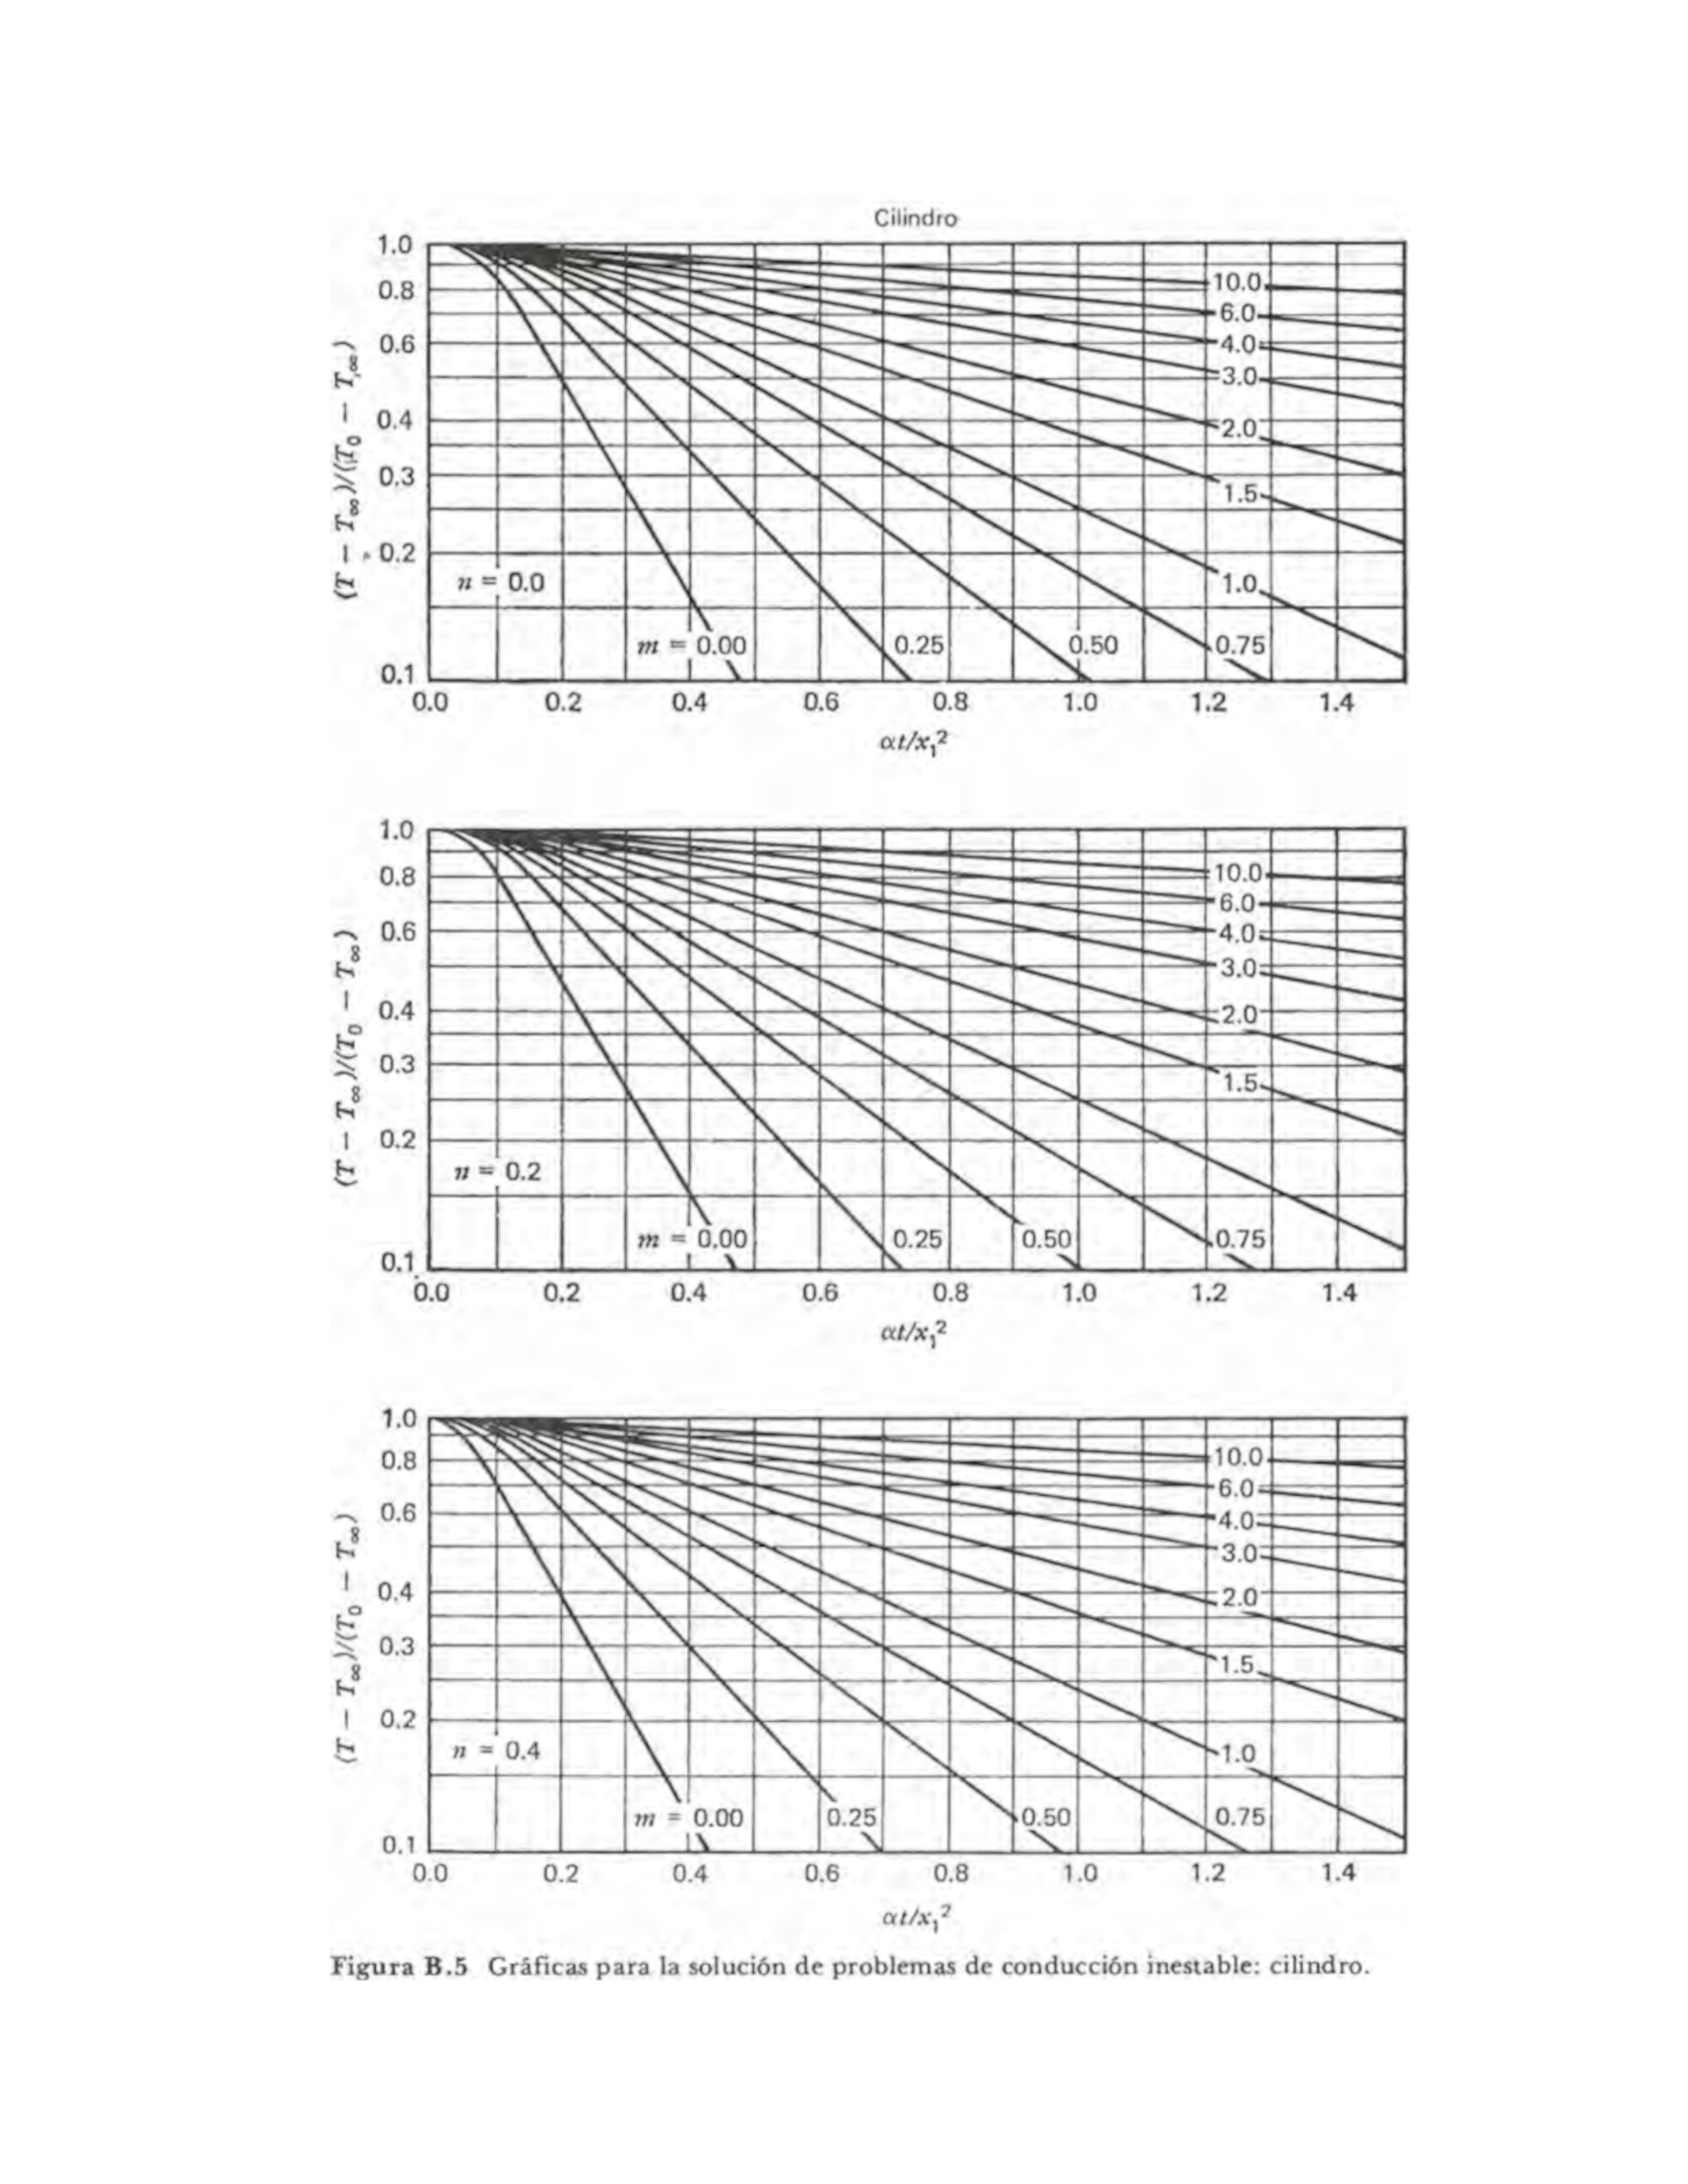 Cilindro
1.0
0.8
0.6
0.4
0.3
0.2
0.1
(T − T∞)/(T₀ − T∞)
10.0
6.0
4.0
3.0
2.0
1.5
1.0
n = 0.0
m = 0.00 0.25 0.50 0.75
0.0 0.2 0.4 0.6 0.8 1.0 1.2 1.4
αt/x₁²
1.0
0.8
0.6
0.4
0.3
0.2
0.1
(T − T∞)/(T₀ − T∞)
10.0
6.0
4.0
3.0
2.0
1.5
n = 0.2
m = 0.00 0.25 0.50 0.75
0.0 0.2 0.4 0.6 0.8 1.0 1.2 1.4
αt/x₁²
1.0
0.8
0.6
0.4
0.3
0.2
0.1
(T − T∞)/(T₀ − T∞)
10.0
6.0
4.0
3.0
2.0
1.5
1.0
n = 0.4
m = 0.00 0.25 0.50 0.75
0.0 0.2 0.4 0.6 0.8 1.0 1.2 1.4
αt/x₁²
Figura B.5 Gráficas para la solución de problemas de conducción inestable: cilindro.